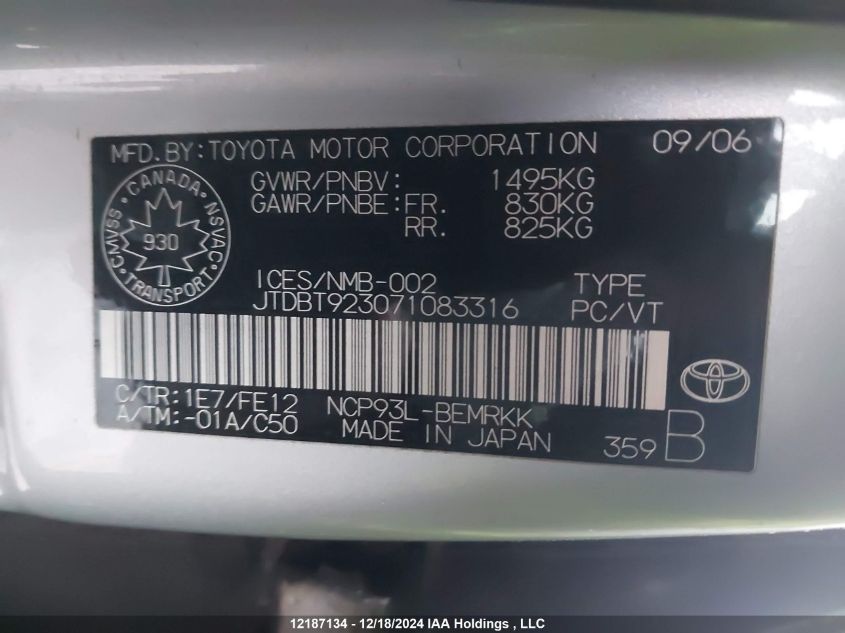 MFD.BY:TOYOTA MOTOR CORPORATION 09/06
GVWR/PNBV: 1495KG
GAWR/PNBE:FR. 830KG
RR. 825KG
CANADA
CMVSS NSVAC
930
TRANSPORT
ICES/NMB-002 TYPE
JTDBT923071083316 PC/VT
C/TR:1E7/FE12 NCP93L-BEMRKK
A/TM:-01A/C50 MADE IN JAPAN 359 B
12187134 - 12/18/2024 IAA Holdings , LLC